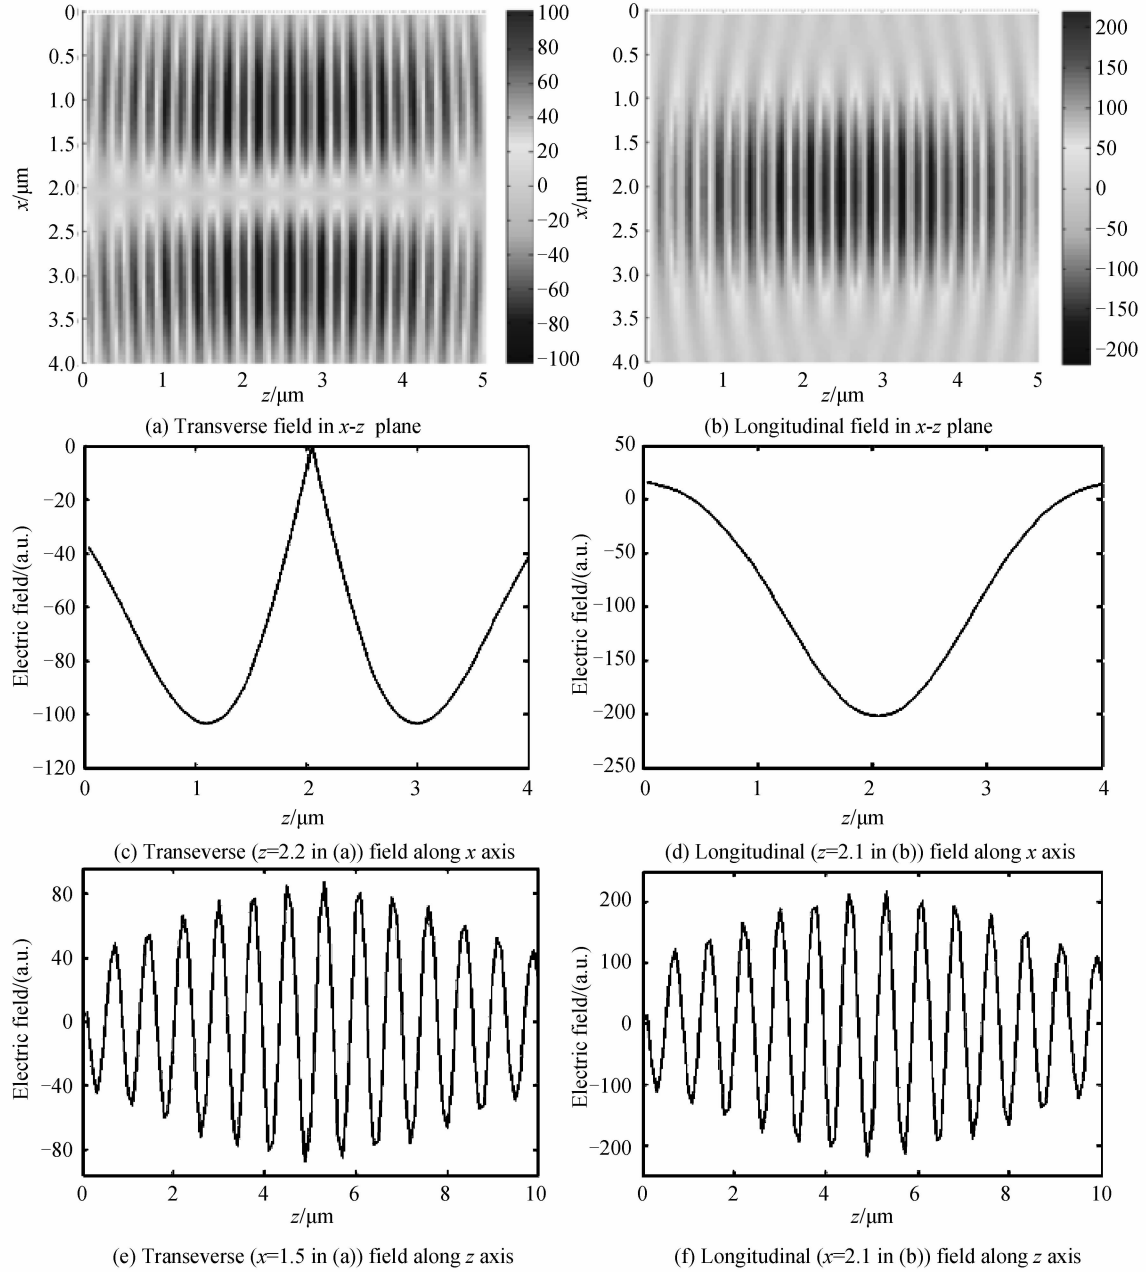 0
0.5
1.0
1.5
2.0
2.5
3.0
3.5
4.0
x/μm
0 1 2 3 4 5
z/μm
100
80
60
40
20
0
−20
−40
−60
−80
−100
(a) Transverse field in x-z plane
0
0.5
1.0
1.5
2.0
2.5
3.0
3.5
4.0
x/μm
0 1 2 3 4 5
z/μm
200
150
100
50
0
−50
−100
−150
−200
(b) Longitudinal field in x-z plane
0
−20
−40
−60
−80
−100
−120
Electric field/(a.u.)
0 1 2 3 4
z/μm
(c) Transeverse (z=2.2 in (a)) field along x axis
50
0
−50
−100
−150
−200
−250
Electric field/(a.u.)
0 1 2 3 4
z/μm
(d) Longitudinal (z=2.1 in (b)) field along x axis
80
40
0
−40
−80
Electric field/(a.u.)
0 2 4 6 8 10
z/μm
(e) Transeverse (x=1.5 in (a)) field along z axis
200
100
0
−100
−200
Electric field/(a.u.)
0 2 4 6 8 10
z/μm
(f) Longitudinal (x=2.1 in (b)) field along z axis